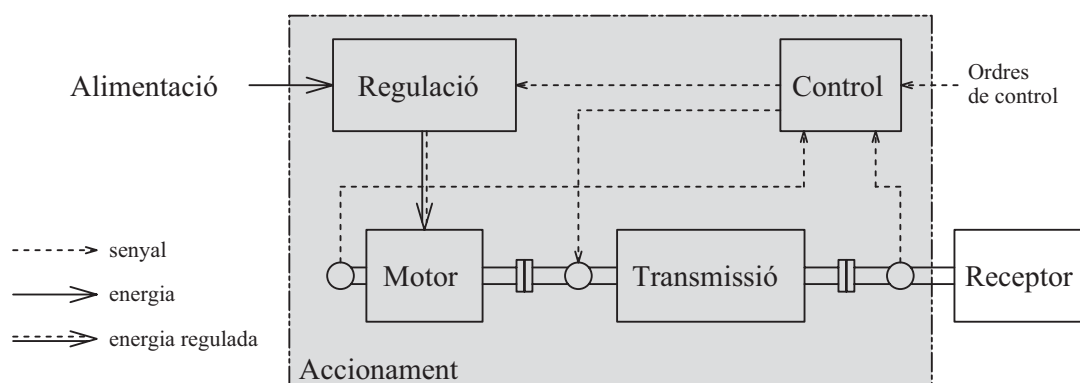 Alimentació
Regulació
Control
Ordres
de control
senyal
energia
energia regulada
Motor
Transmissió
Receptor
Accionament